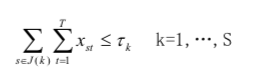 ∑_{s∈J(k)} ∑_{t=1}^{T} x_{st} ≤ τ_k   k=1, ⋯, S